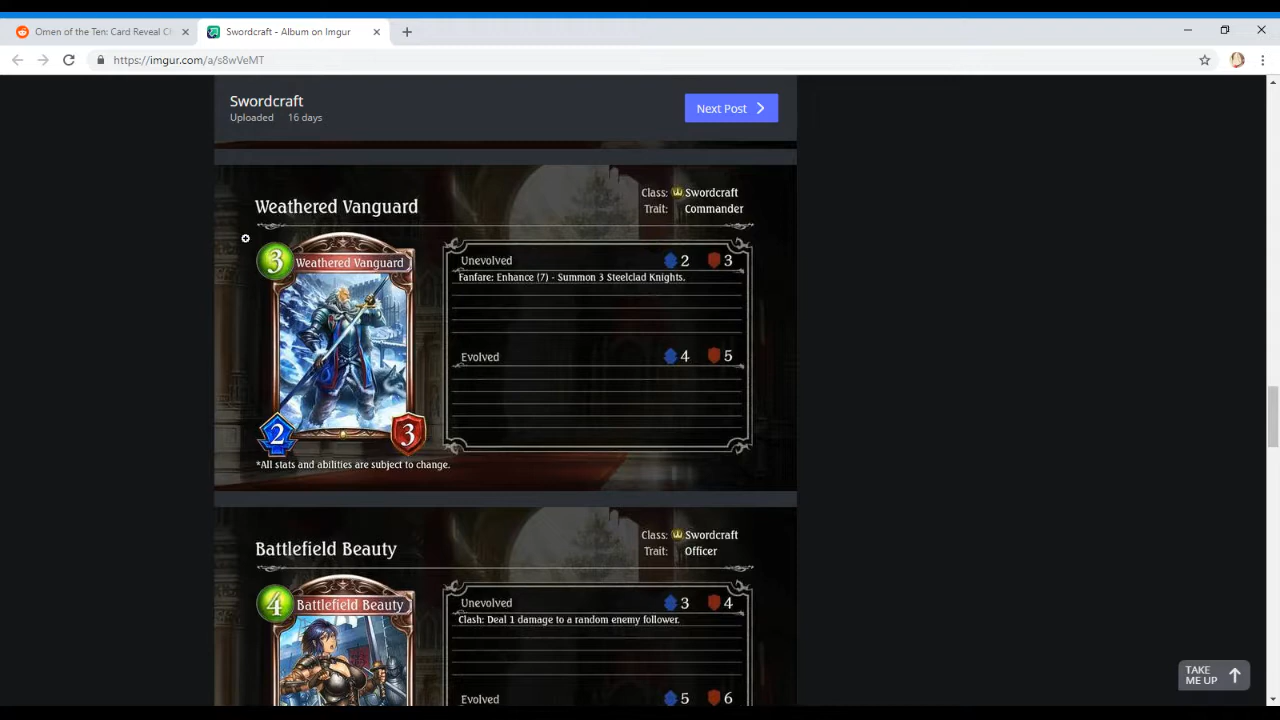 Omen of the Ten: Card Reveal Ch
Swordcraft - Album on Imgur
https://imgur.com/a/s8wVeMT
Swordcraft
Uploaded 16 days
Next Post
Weathered Vanguard
Class: Swordcraft
Trait: Commander
3
Weathered Vanguard
2
3
Unevolved 2 3
Fanfare: Enhance (7) - Summon 3 Steelclad Knights.
Evolved 4 5
*All stats and abilities are subject to change.
Battlefield Beauty
Class: Swordcraft
Trait: Officer
4
Battlefield Beauty
Unevolved 3 4
Clash: Deal 1 damage to a random enemy follower.
Evolved 5 6
TAKE
ME UP